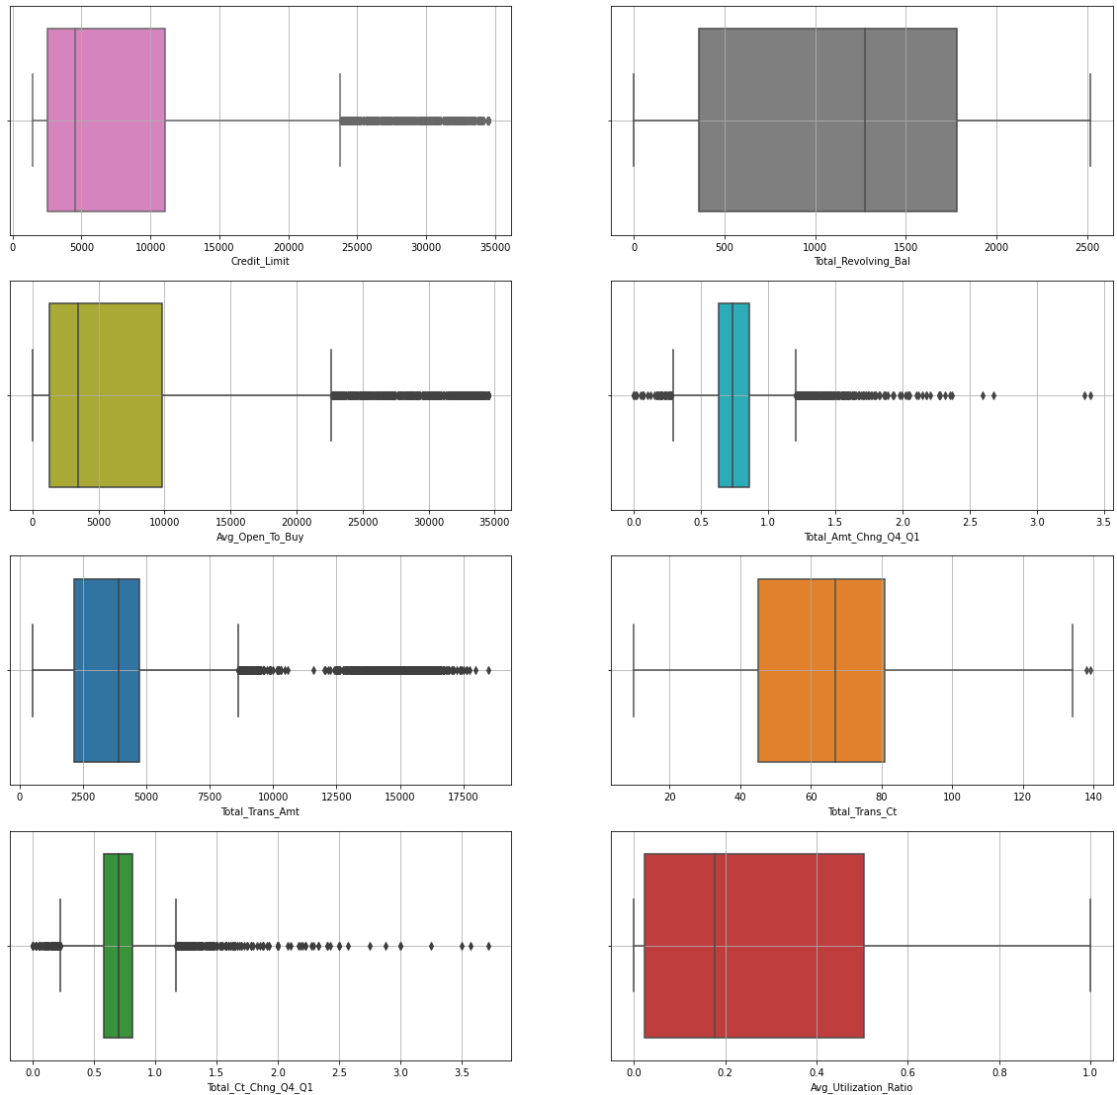 0 5000 10000 15000 20000 25000 30000 35000
Credit_Limit
0 500 1000 1500 2000 2500
Total_Revolving_Bal
0 5000 10000 15000 20000 25000 30000 35000
Avg_Open_To_Buy
0.0 0.5 1.0 1.5 2.0 2.5 3.0 3.5
Total_Amt_Chng_Q4_Q1
0 2500 5000 7500 10000 12500 15000 17500
Total_Trans_Amt
20 40 60 80 100 120 140
Total_Trans_Ct
0.0 0.5 1.0 1.5 2.0 2.5 3.0 3.5
Total_Ct_Chng_Q4_Q1
0.0 0.2 0.4 0.6 0.8 1.0
Avg_Utilization_Ratio